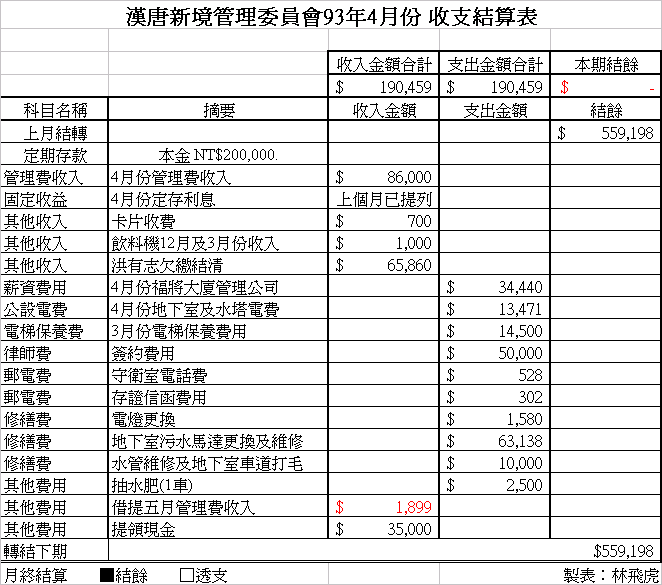 漢唐新境管理委員會93年4月份 收支結算表
收入金額合計 支出金額合計 本期結餘
$ 190,459 $ 190,459 $ -
科目名稱 摘要 收入金額 支出金額 結餘
上月結轉 $ 559,198
定期存款 本金 NT$200,000.
管理費收入 4月份管理費收入 $ 86,000
固定收益 4月份定存利息 上個月已提列
其他收入 卡片收費 $ 700
其他收入 飲料機12月及3月份收入 $ 1,000
其他收入 洪有志欠繳結清 $ 65,860
薪資費用 4月份福將大廈管理公司 $ 34,440
公設電費 4月份地下室及水塔電費 $ 13,471
電梯保養費 3月份電梯保養費用 $ 14,500
律師費 簽約費用 $ 50,000
郵電費 守衛室電話費 $ 528
郵電費 存證信函費用 $ 302
修繕費 電燈更換 $ 1,580
修繕費 地下室污水馬達更換及維修 $ 63,138
修繕費 水管維修及地下室車道打毛 $ 10,000
其他費用 抽水肥(1車) $ 2,500
其他費用 借提五月管理費收入 $ 1,899
其他費用 提領現金 $ 35,000
轉結下期 $559,198
月終結算 ■結餘 □透支 製表：林飛虎